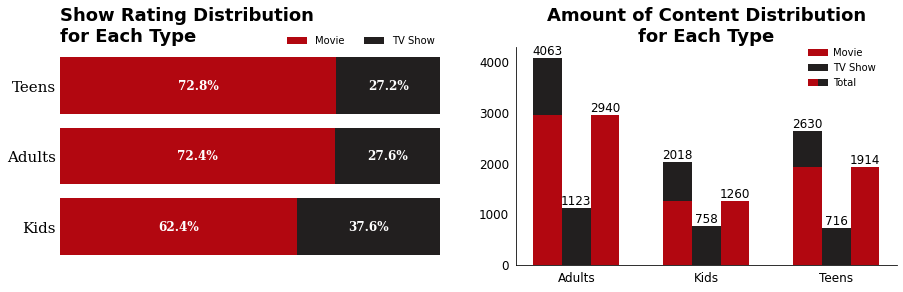 Show Rating Distribution
for Each Type
Movie
TV Show
Teens
72.8%
27.2%
Adults
72.4%
27.6%
Kids
62.4%
37.6%
Amount of Content Distribution
for Each Type
Movie
TV Show
Total
4000
3000
2000
1000
0
4063
1123
2940
2018
758
1260
2630
716
1914
Adults
Kids
Teens